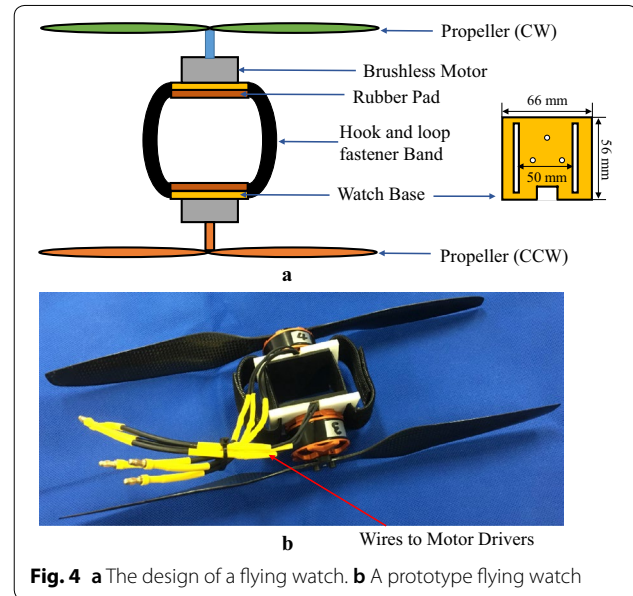 Propeller (CW)
Brushless Motor
Rubber Pad
66 mm
Hook and loop
fastener Band
56 mm
50 mm
Watch Base
Propeller (CCW)
a
3
b
Wires to Motor Drivers
Fig. 4 a The design of a flying watch. b A prototype flying watch